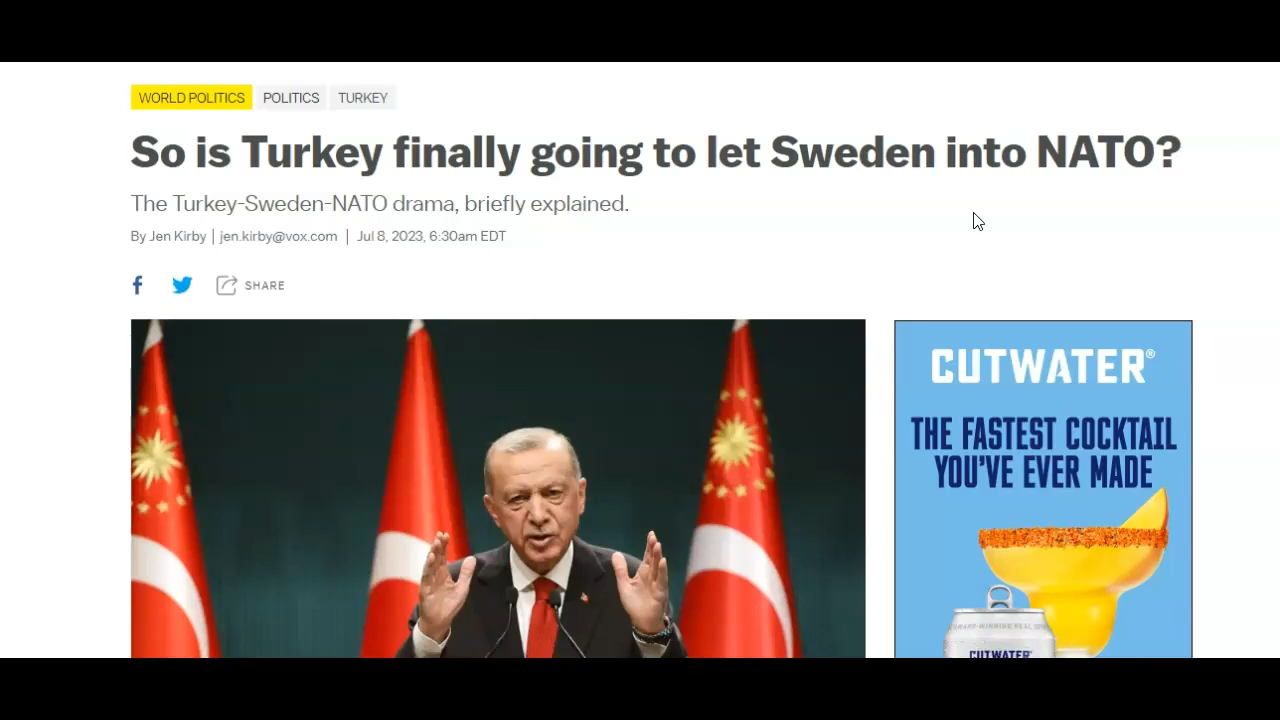 WORLD POLITICS POLITICS TURKEY
So is Turkey finally going to let Sweden into NATO?
The Turkey-Sweden-NATO drama, briefly explained.
By Jen Kirby | jen.kirby@vox.com | Jul 8, 2023, 6:30am EDT
f SHARE
CUTWATER®
THE FASTEST COCKTAIL
YOU'VE EVER MADE
CUTWATER